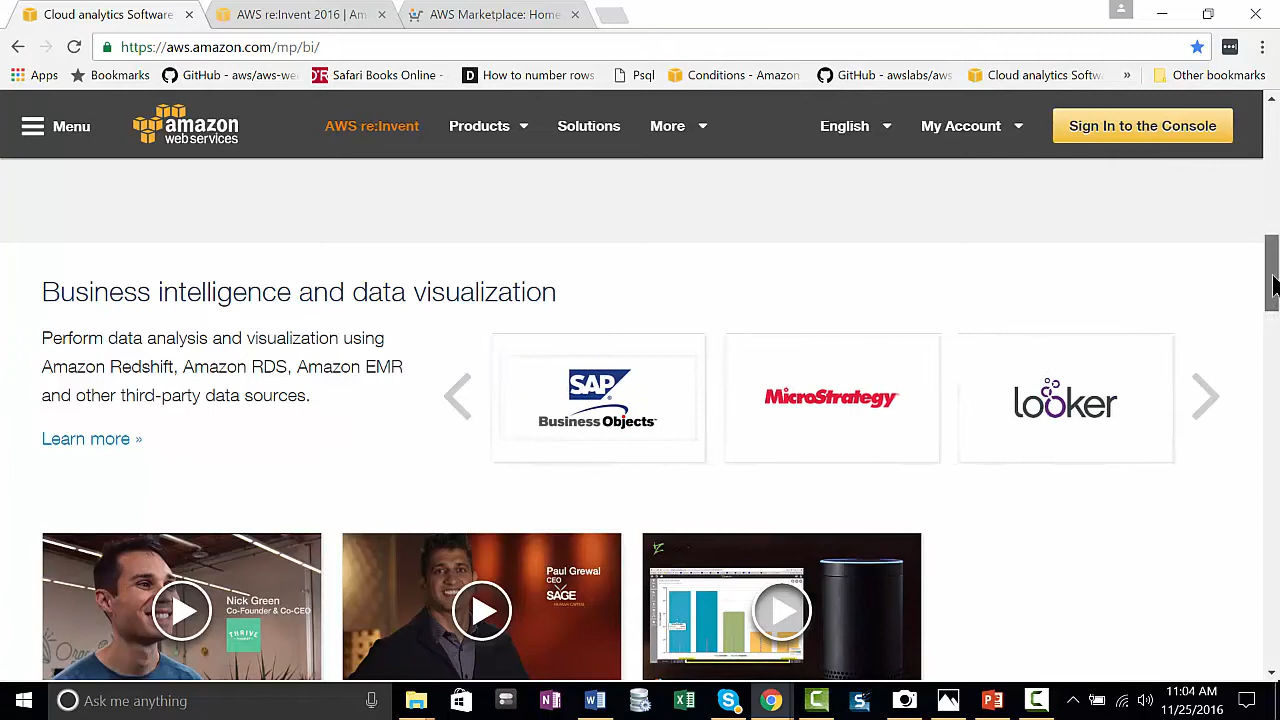 Cloud analytics Software
AWS re:Invent 2016 | Am
AWS Marketplace: Home
https://aws.amazon.com/mp/bi/
Apps
Bookmarks
GitHub - aws/aws-we
Safari Books Online -
How to number rows
Psql
Conditions - Amazon
GitHub - awslabs/aws
Cloud analytics Softw
»
Other bookmarks
Menu
amazon
web services
AWS re:Invent
Products
Solutions
More
English
My Account
Sign In to the Console
Business intelligence and data visualization
Perform data analysis and visualization using
Amazon Redshift, Amazon RDS, Amazon EMR
and other third-party data sources.
Learn more »
SAP
Business Objects
MicroStrategy
looker
Nick Green
Co-Founder & Co-CEO
THRIVE
Paul Grewal
CEO
SAGE
HUMAN CAPITAL
Ask me anything
11:04 AM
11/25/2016